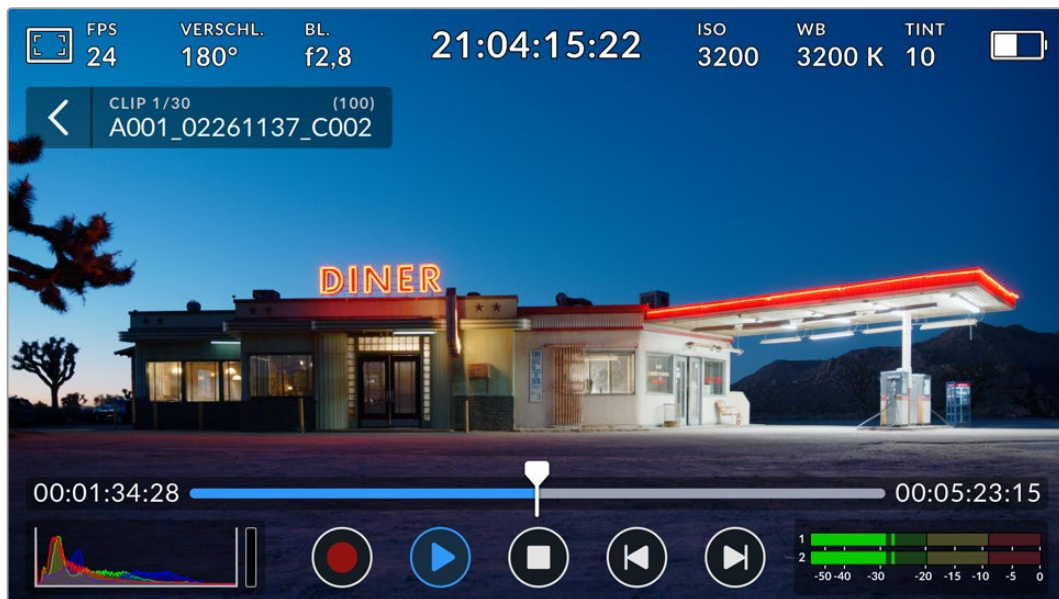 FPS
24
VERSCHL.
180°
BL.
f2,8
21:04:15:22
ISO
3200
WB
3200 K
TINT
10
CLIP 1/30 (100)
A001_02261137_C002
DINER
00:01:34:28
00:05:23:15
1
2
-50 -40 -30 -20 -15 -10 -5 0